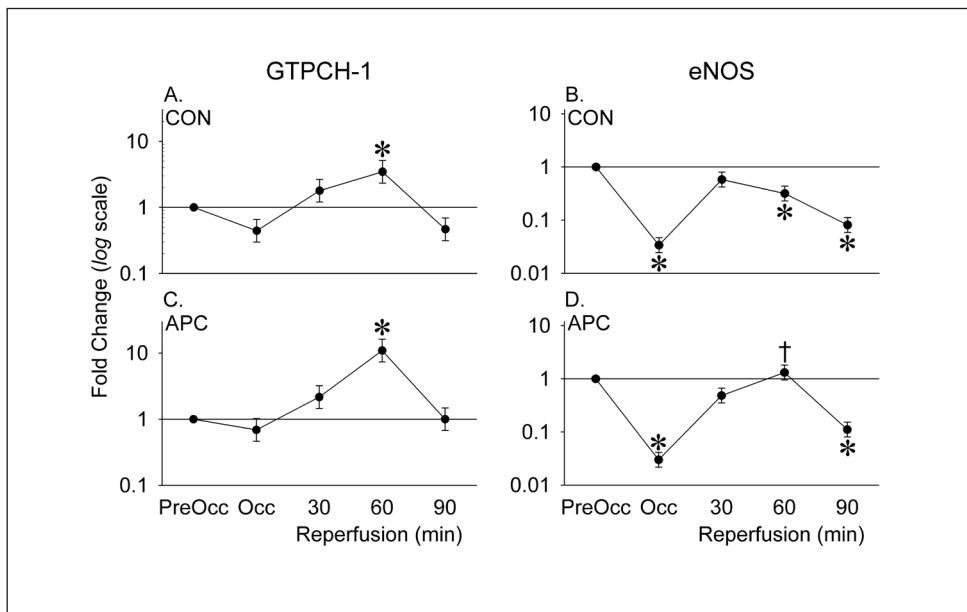 GTPCH-1
eNOS
Fold Change (log scale)
A.
CON
10
1
0.1
*
B.
CON
10
1
0.1
0.01
*
*
*
C.
APC
10
1
0.1
*
PreOcc Occ 30 60 90
Reperfusion (min)
D.
APC
10
1
0.1
0.01
*
†
*
PreOcc Occ 30 60 90
Reperfusion (min)